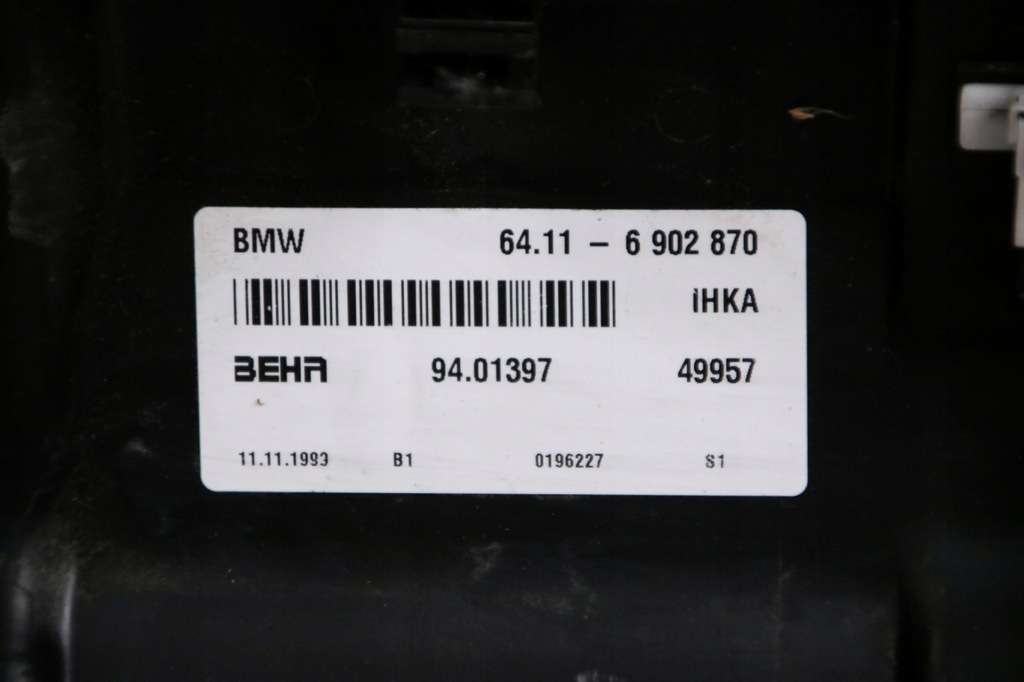 BMW 64.11 – 6 902 870
IHKA
BEHR 94.01397 49957
11.11.1993 B1 0196227 S1